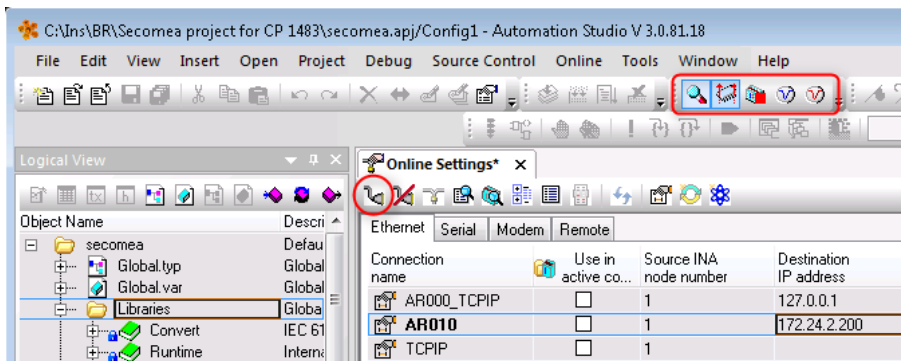 C:\Ins\BR\Secomea project for CP 1483\secomea.apj/Config1 - Automation Studio V 3.0.81.18
File Edit View Insert Open Project Debug Source Control Online Tools Window Help
Logical View
Online Settings*
Object Name Descri
secomea Defau
Global.typ Global
Global.var Global
Libraries Globa
Convert IEC 61
Runtime Interna
Ethernet Serial Modem Remote
Connection name Use in active co... Source INA node number Destination IP address
AR000_TCPIP 1 127.0.0.1
AR010 1 172.24.2.200
TCPIP 1